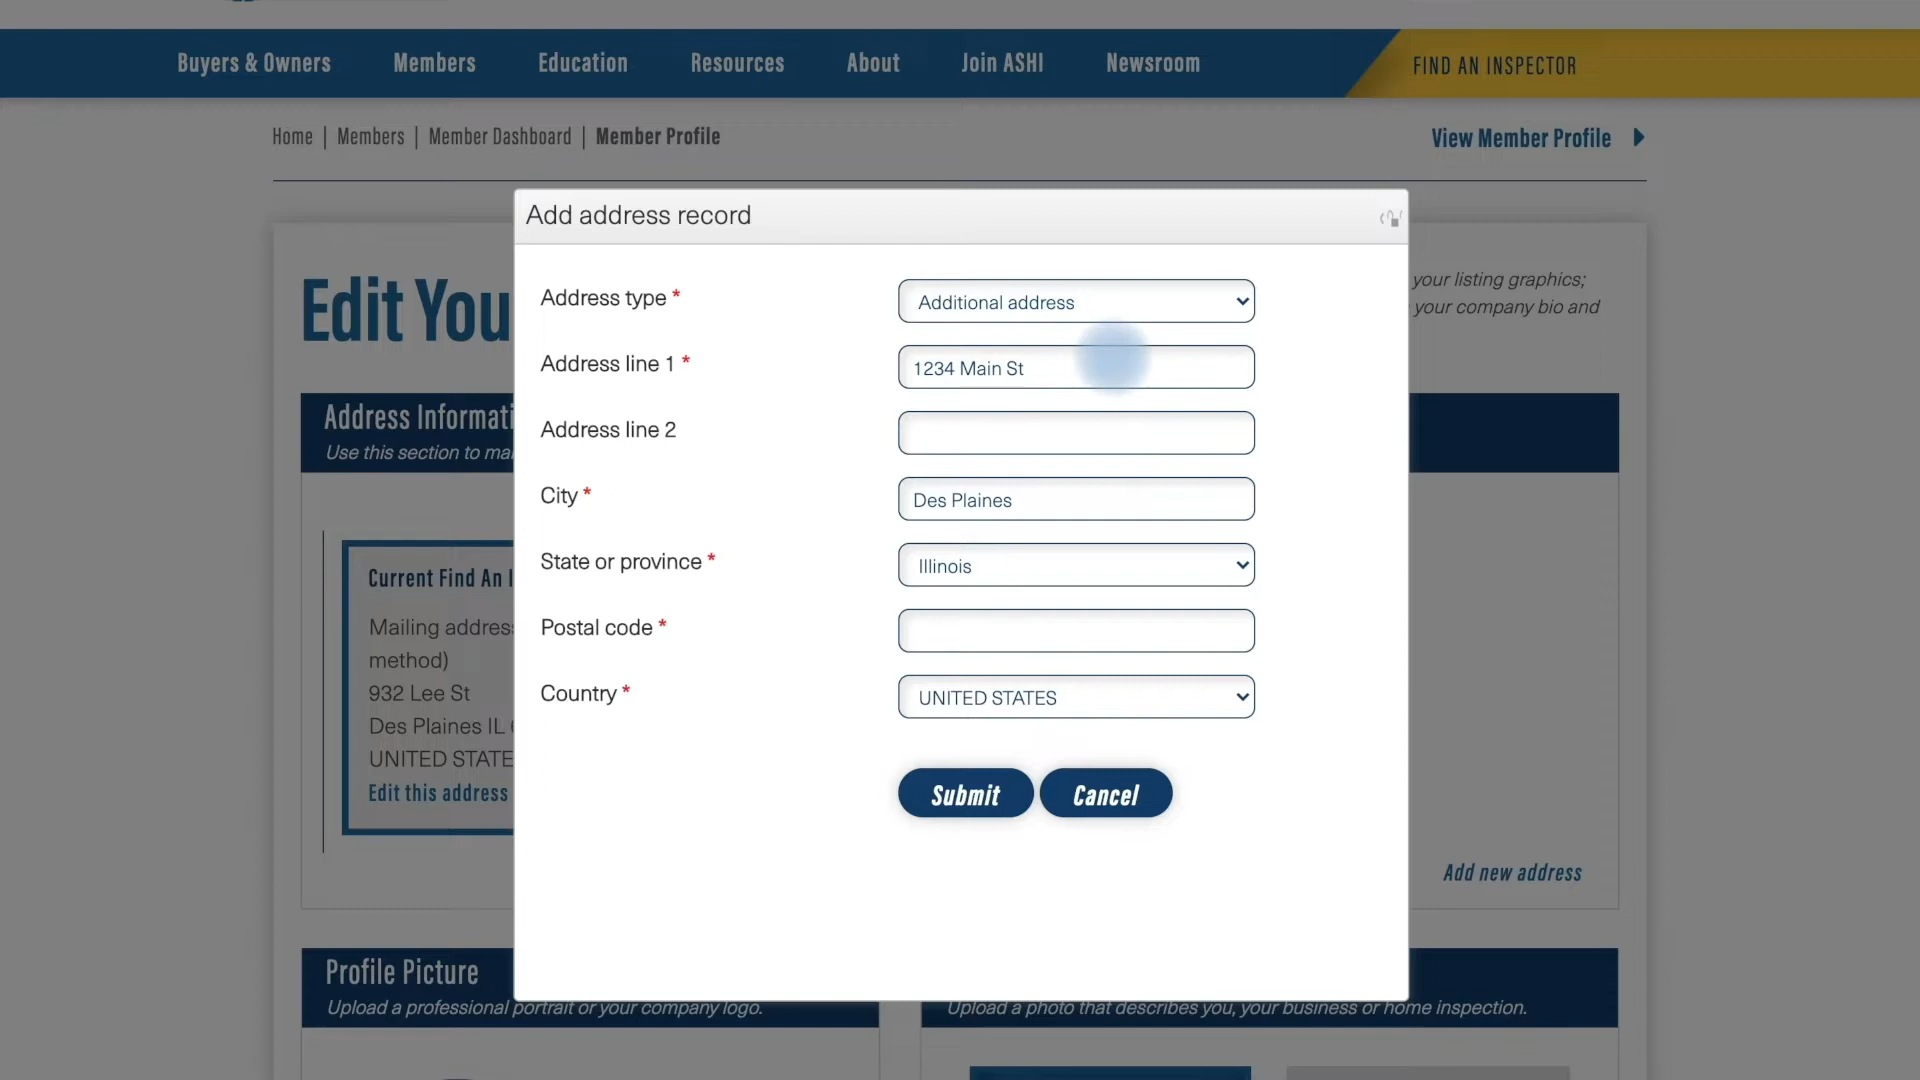 Buyers & Owners Members Education Resources About Join ASHI Newsroom FIND AN INSPECTOR
Home | Members | Member Dashboard | Member Profile View Member Profile
Add address record
Edit You
your listing graphics;
your company bio and
Address type *
Additional address
Address line 1 *
1234 Main St
Address line 2
City *
Des Plaines
State or province *
Illinois
Postal code *
Country *
UNITED STATES
Submit Cancel
Address Informati
Use this section to
Current Find An
Mailing address
method)
932 Lee St
Des Plaines IL
UNITED STATE
Edit this address
Add new address
Profile Picture
Upload a professional portrait or your company logo.
Upload a photo that describes you, your business or home inspection.